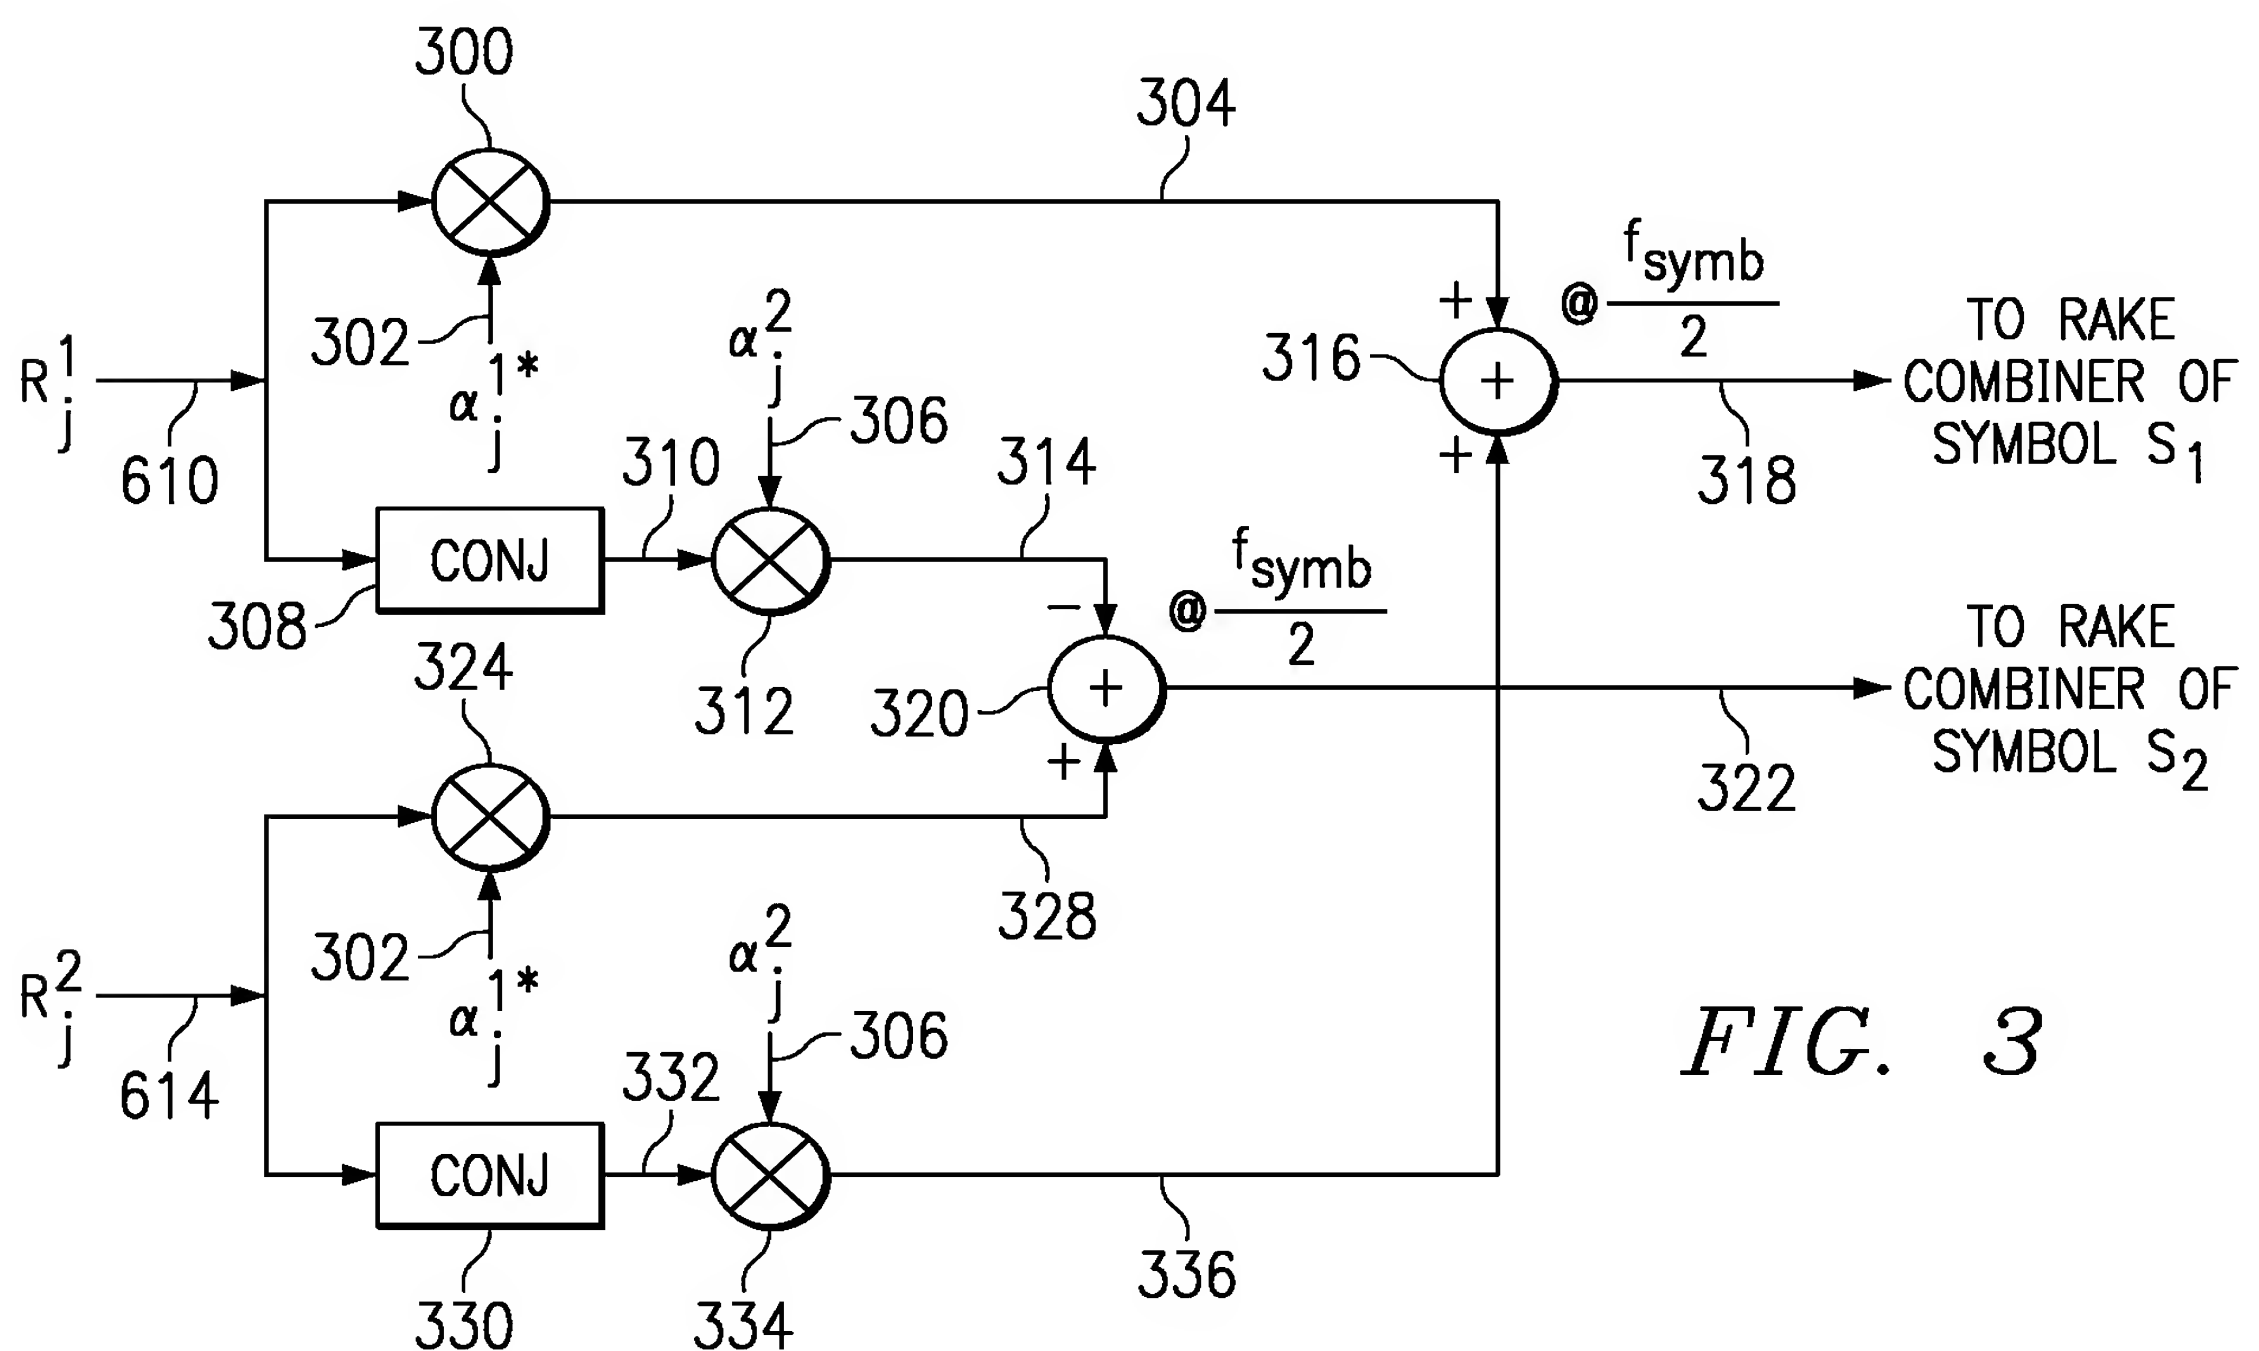 300
304
f symb
@ 2
TO RAKE
COMBINER OF
SYMBOL S1
+
316
+
+
318
302
α j 1*
α j 2
306
R j 1
610
310
314
CONJ
308
312
f symb
@ 2
TO RAKE
COMBINER OF
SYMBOL S2
−
320
+
+
322
324
328
302
α j 1*
α j 2
306
R j 2
614
332
CONJ
330
334
336
FIG. 3